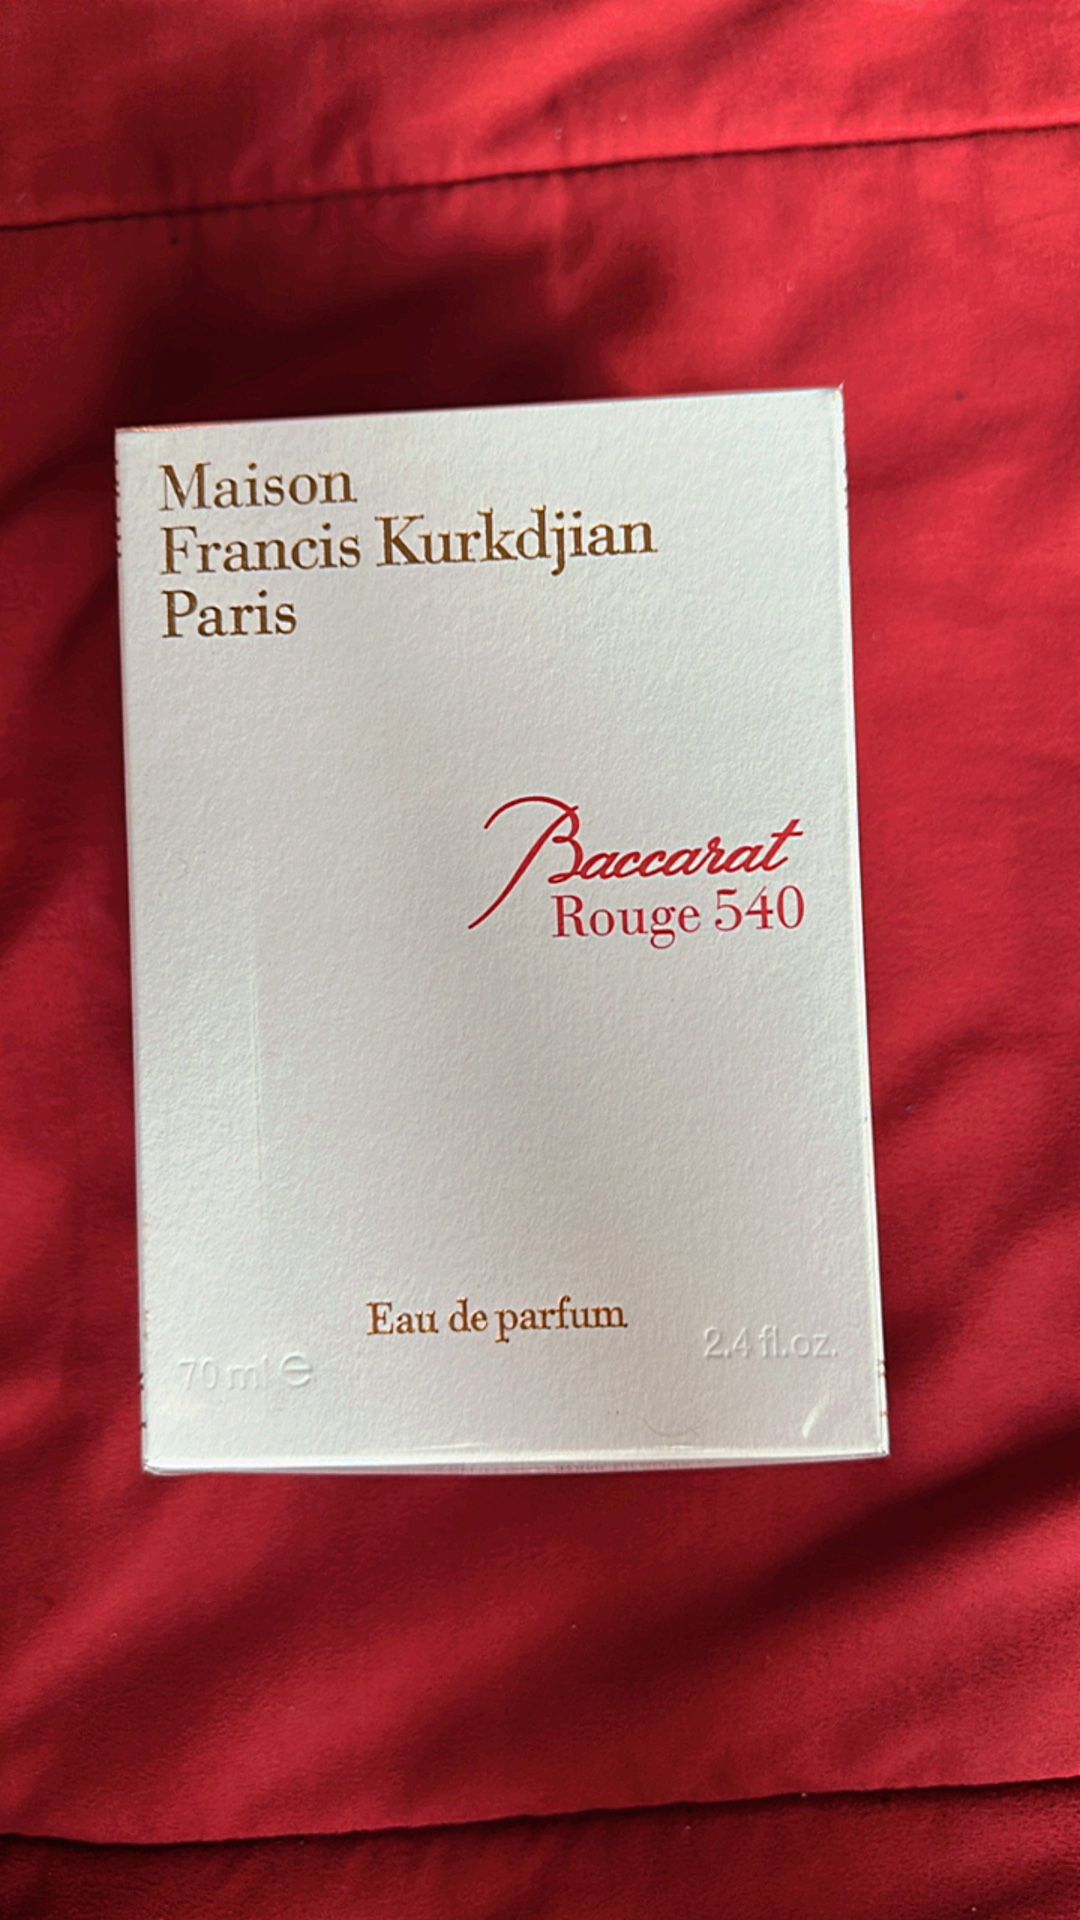 Maison
Francis Kurkdjian
Paris
Baccarat
Rouge 540
Eau de parfum
70 ml ℮
2.4 fl.oz.